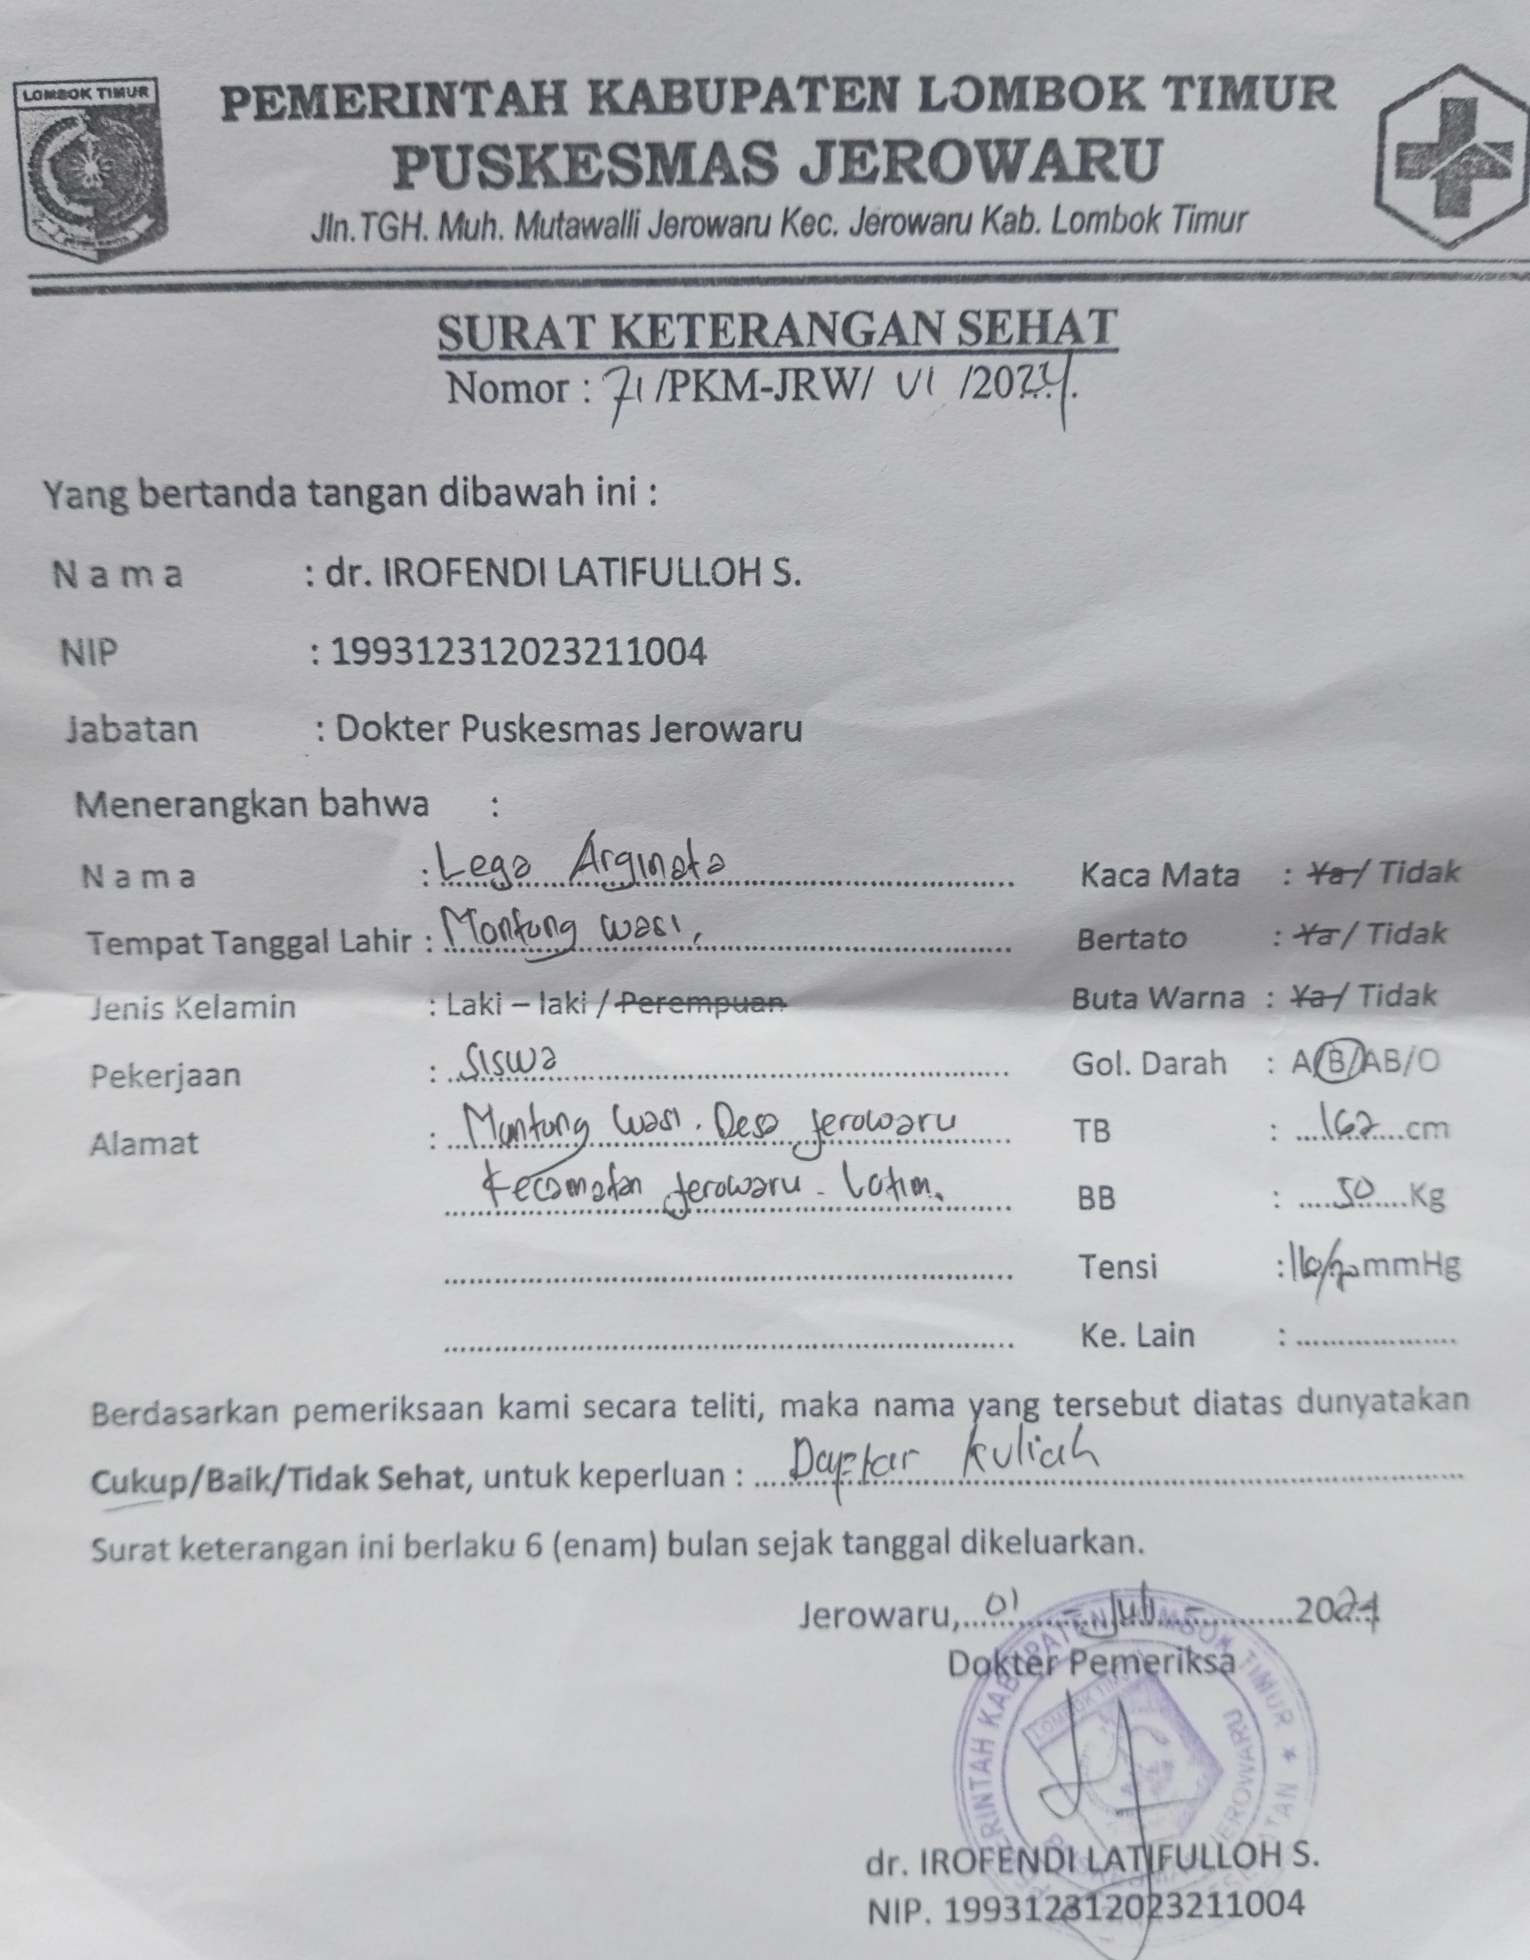 LOMBOK TIMUR
PEMERINTAH KABUPATEN LOMBOK TIMUR
PUSKESMAS JEROWARU
Jln.TGH. Muh. Mutawalli Jerowaru Kec. Jerowaru Kab. Lombok Timur
SURAT KETERANGAN SEHAT
Nomor : 71/PKM-JRW/ VI /2024.
Yang bertanda tangan dibawah ini :
N a m a : dr. IROFENDI LATIFULLOH S.
NIP : 199312312023211004
Jabatan : Dokter Puskesmas Jerowaru
Menerangkan bahwa :
N a m a : Lega Arginata Kaca Mata : Ya / Tidak
Tempat Tanggal Lahir : Montong wasi, Bertato : Ya / Tidak
Jenis Kelamin : Laki – laki / Perempuan Buta Warna : Ya / Tidak
Pekerjaan : Siswa Gol. Darah : A/B/AB/O
Alamat : Muntung Wasi. Desa Jerowaru TB : 162 cm
Kecamatan Jerowaru - Lotim. BB : 50 Kg
Tensi : 110/70 mmHg
Ke. Lain :
Berdasarkan pemeriksaan kami secara teliti, maka nama yang tersebut diatas dunyatakan
Cukup/Baik/Tidak Sehat, untuk keperluan : Daftar Kuliah
Surat keterangan ini berlaku 6 (enam) bulan sejak tanggal dikeluarkan.
Jerowaru, 01 - Juli - 2024
Dokter Pemeriksa
dr. IROFENDI LATIFULLOH S.
NIP. 199312312023211004